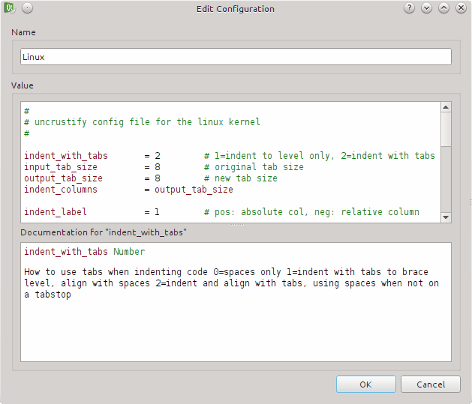 Edit Configuration
Name
Linux
Value
#
# uncrustify config file for the linux kernel
#
indent_with_tabs = 2 # 1=indent to level only, 2=indent with tabs
input_tab_size = 8 # original tab size
output_tab_size = 8 # new tab size
indent_columns = output_tab_size
indent_label = 1 # pos: absolute col, neg: relative column
Documentation for "indent_with_tabs"
indent_with_tabs Number
How to use tabs when indenting code 0=spaces only 1=indent with tabs to brace
level, align with spaces 2=indent and align with tabs, using spaces when not on
a tabstop
OK Cancel